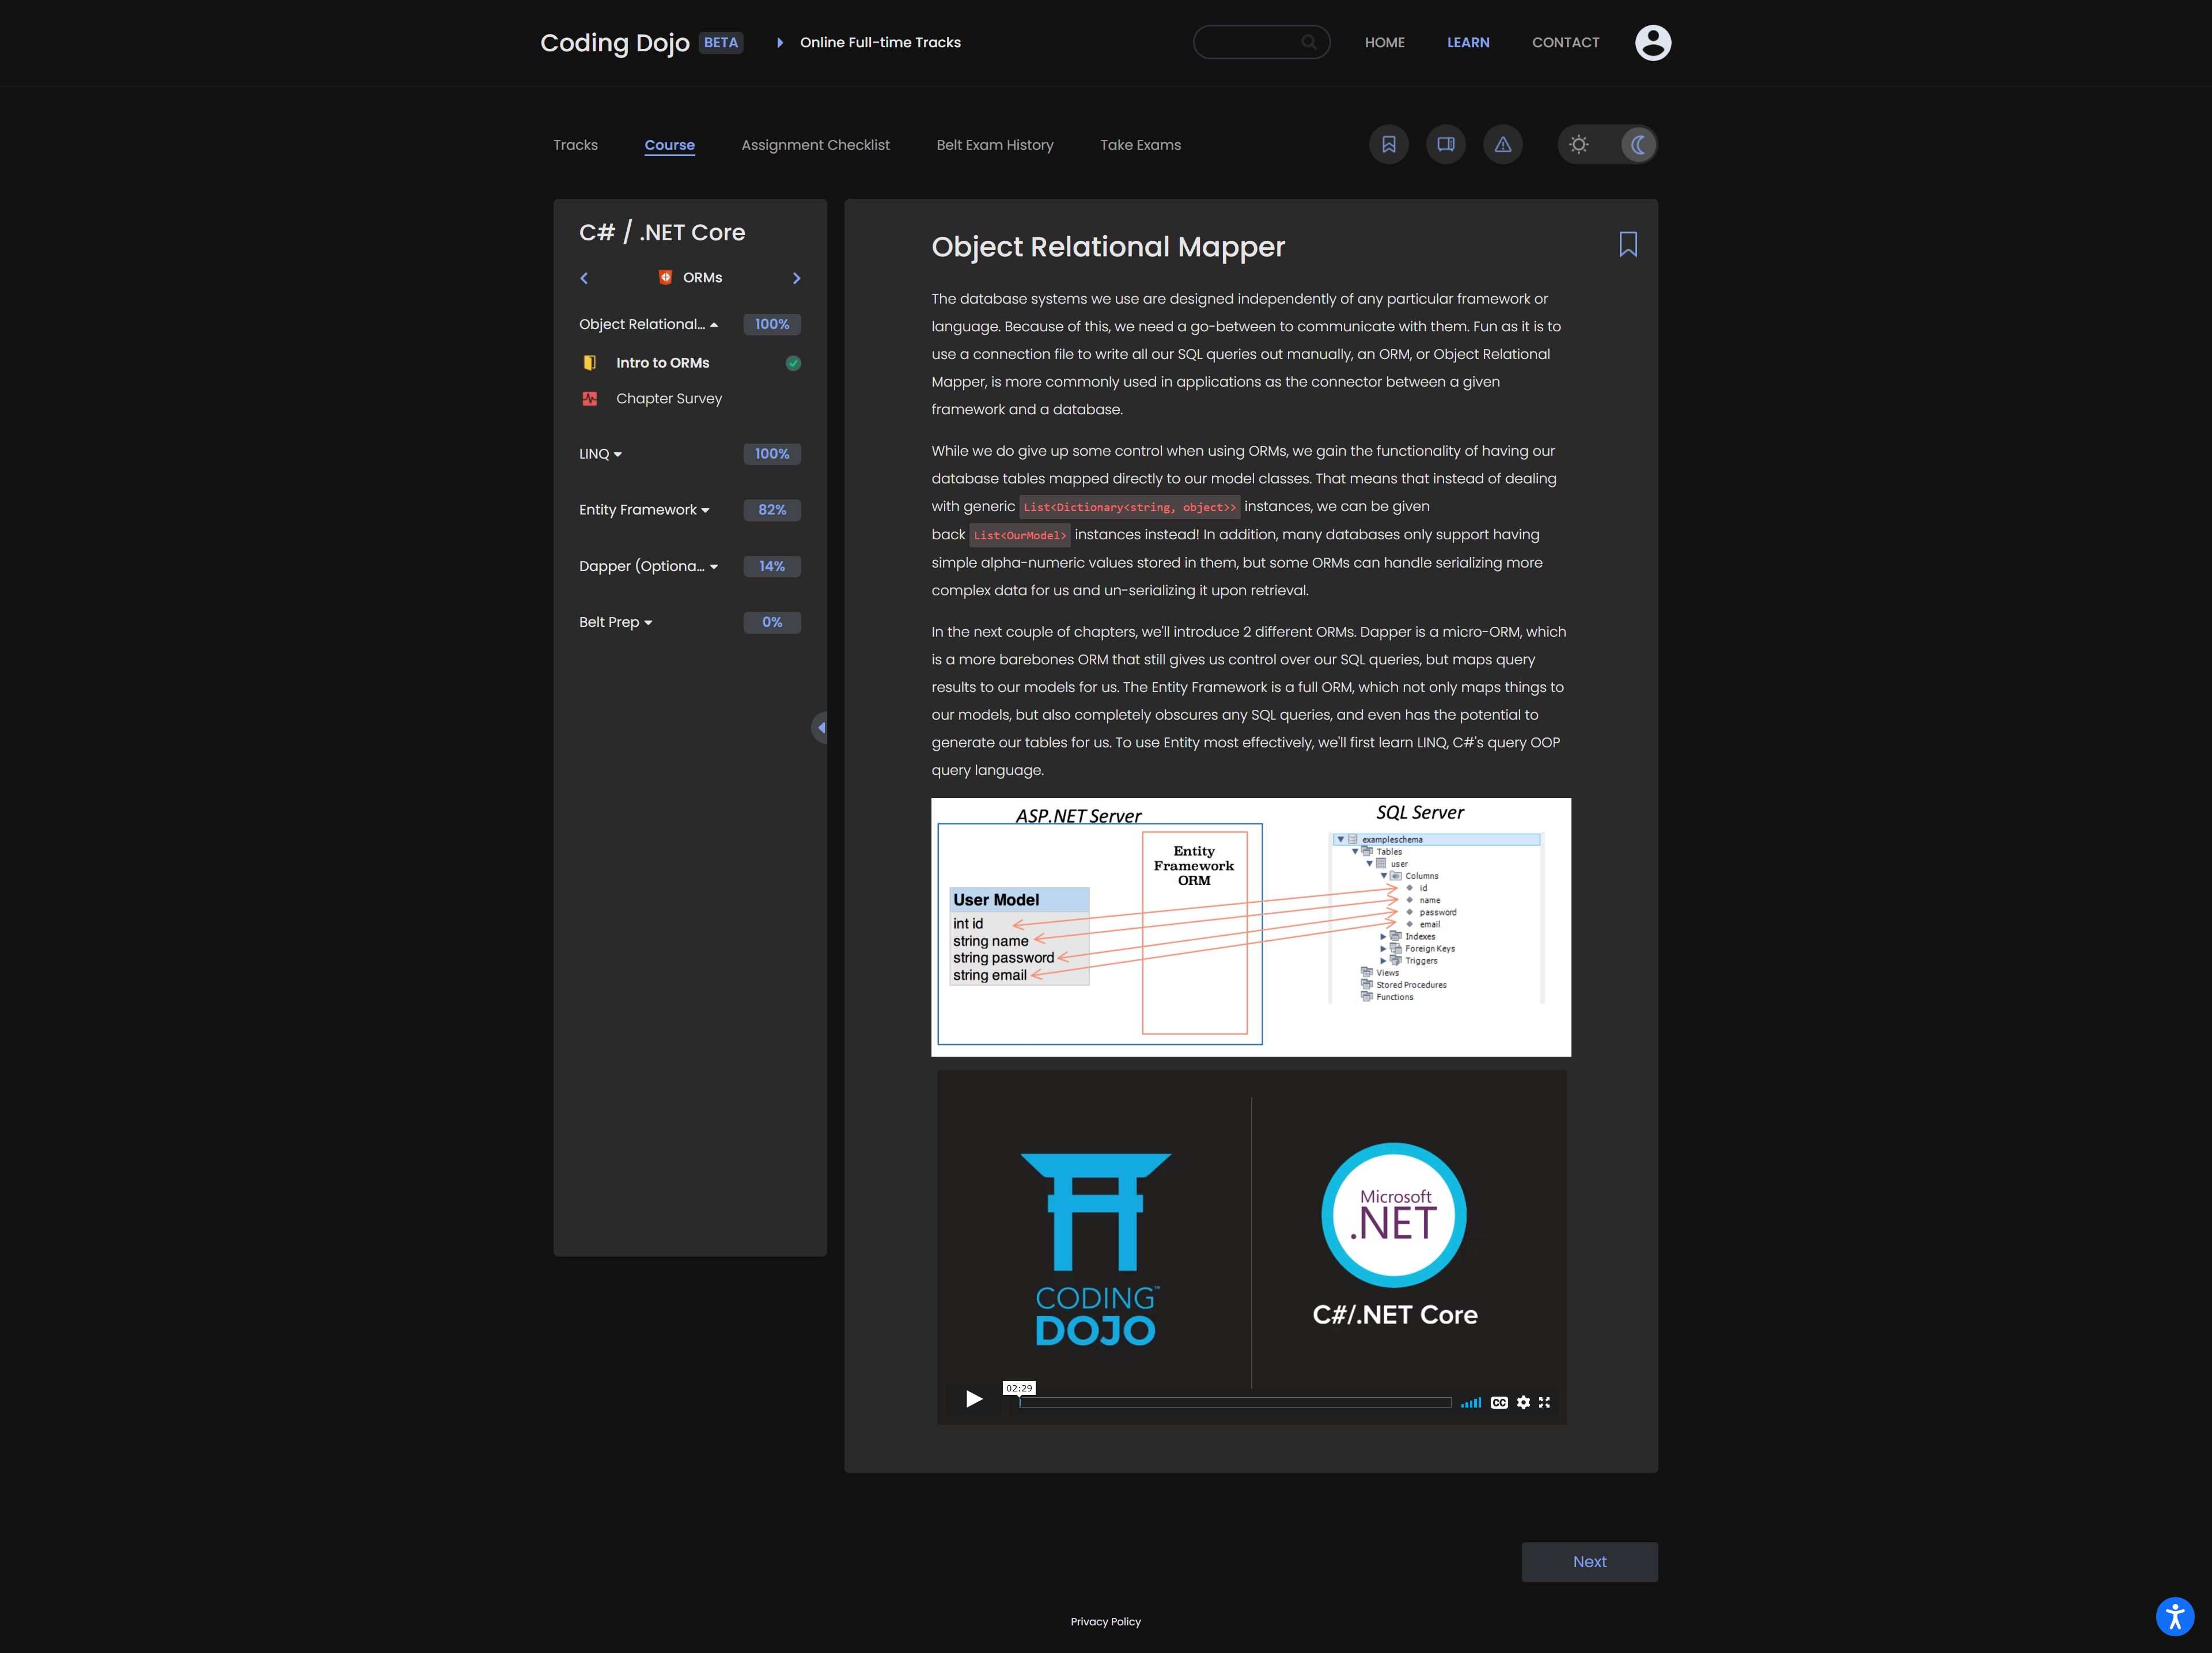 Coding Dojo BETA Online Full-time Tracks HOME LEARN CONTACT
Tracks Course Assignment Checklist Belt Exam History Take Exams
C# / .NET Core
ORMs
Object Relational... 100%
Intro to ORMs
Chapter Survey
LINQ 100%
Entity Framework 82%
Dapper (Optiona... 14%
Belt Prep 0%
Object Relational Mapper
The database systems we use are designed independently of any particular framework or
language. Because of this, we need a go-between to communicate with them. Fun as it is to
use a connection file to write all our SQL queries out manually, an ORM, or Object Relational
Mapper, is more commonly used in applications as the connector between a given
framework and a database.
While we do give up some control when using ORMs, we gain the functionality of having our
database tables mapped directly to our model classes. That means that instead of dealing
with generic List<Dictionary<string, object>> instances, we can be given
back List<OurModel> instances instead! In addition, many databases only support having
simple alpha-numeric values stored in them, but some ORMs can handle serializing more
complex data for us and un-serializing it upon retrieval.
In the next couple of chapters, we'll introduce 2 different ORMs. Dapper is a micro-ORM, which
is a more barebones ORM that still gives us control over our SQL queries, but maps query
results to our models for us. The Entity Framework is a full ORM, which not only maps things to
our models, but also completely obscures any SQL queries, and even has the potential to
generate our tables for us. To use Entity most effectively, we'll first learn LINQ, C#'s query OOP
query language.
ASP.NET Server
Entity
Framework
ORM
User Model
int id
string name
string password
string email
SQL Server
exampleschema
Tables
user
Columns
id
name
password
email
Indexes
Foreign Keys
Triggers
Views
Stored Procedures
Functions
CODING™
DOJO
Microsoft
.NET
C#/.NET Core
02:29
CC
Next
Privacy Policy